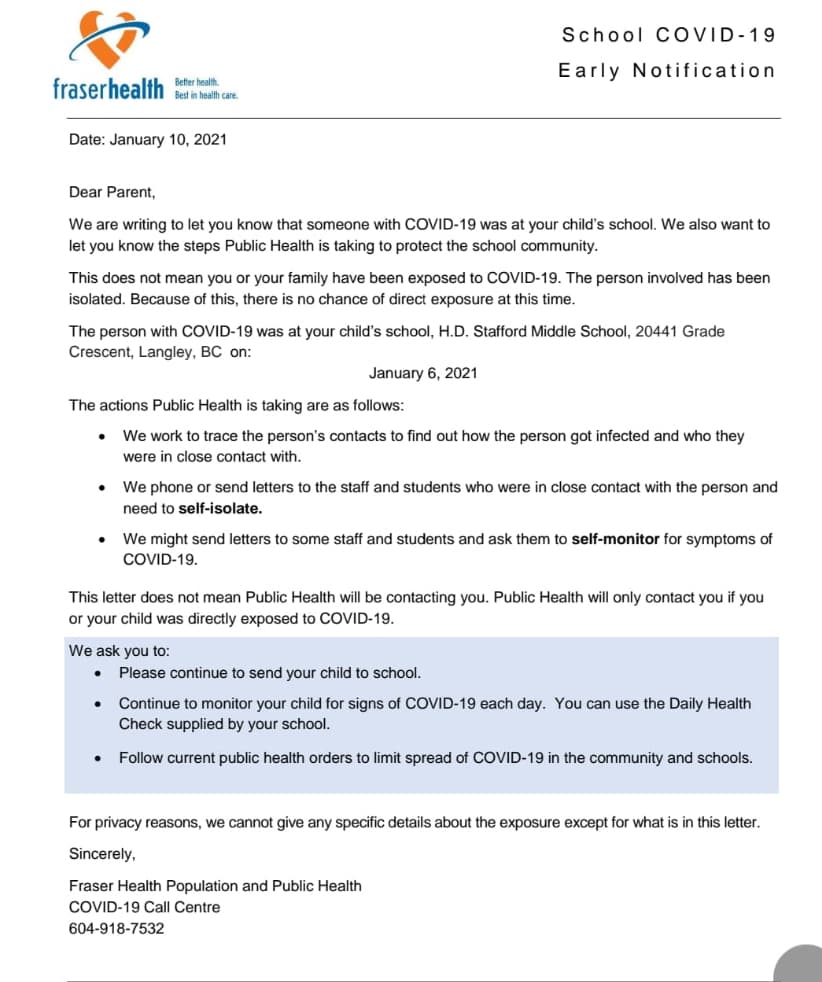 School COVID-19
Early Notification
fraserhealth
Better health.
Best in health care.
Date: January 10, 2021
Dear Parent,
We are writing to let you know that someone with COVID-19 was at your child's school. We also want to
let you know the steps Public Health is taking to protect the school community.
This does not mean you or your family have been exposed to COVID-19. The person involved has been
isolated. Because of this, there is no chance of direct exposure at this time.
The person with COVID-19 was at your child's school, H.D. Stafford Middle School, 20441 Grade
Crescent, Langley, BC on:
January 6, 2021
The actions Public Health is taking are as follows:
• We work to trace the person's contacts to find out how the person got infected and who they
were in close contact with.
• We phone or send letters to the staff and students who were in close contact with the person and
need to self-isolate.
• We might send letters to some staff and students and ask them to self-monitor for symptoms of
COVID-19.
This letter does not mean Public Health will be contacting you. Public Health will only contact you if you
or your child was directly exposed to COVID-19.
We ask you to:
• Please continue to send your child to school.
• Continue to monitor your child for signs of COVID-19 each day. You can use the Daily Health
Check supplied by your school.
• Follow current public health orders to limit spread of COVID-19 in the community and schools.
For privacy reasons, we cannot give any specific details about the exposure except for what is in this letter.
Sincerely,
Fraser Health Population and Public Health
COVID-19 Call Centre
604-918-7532